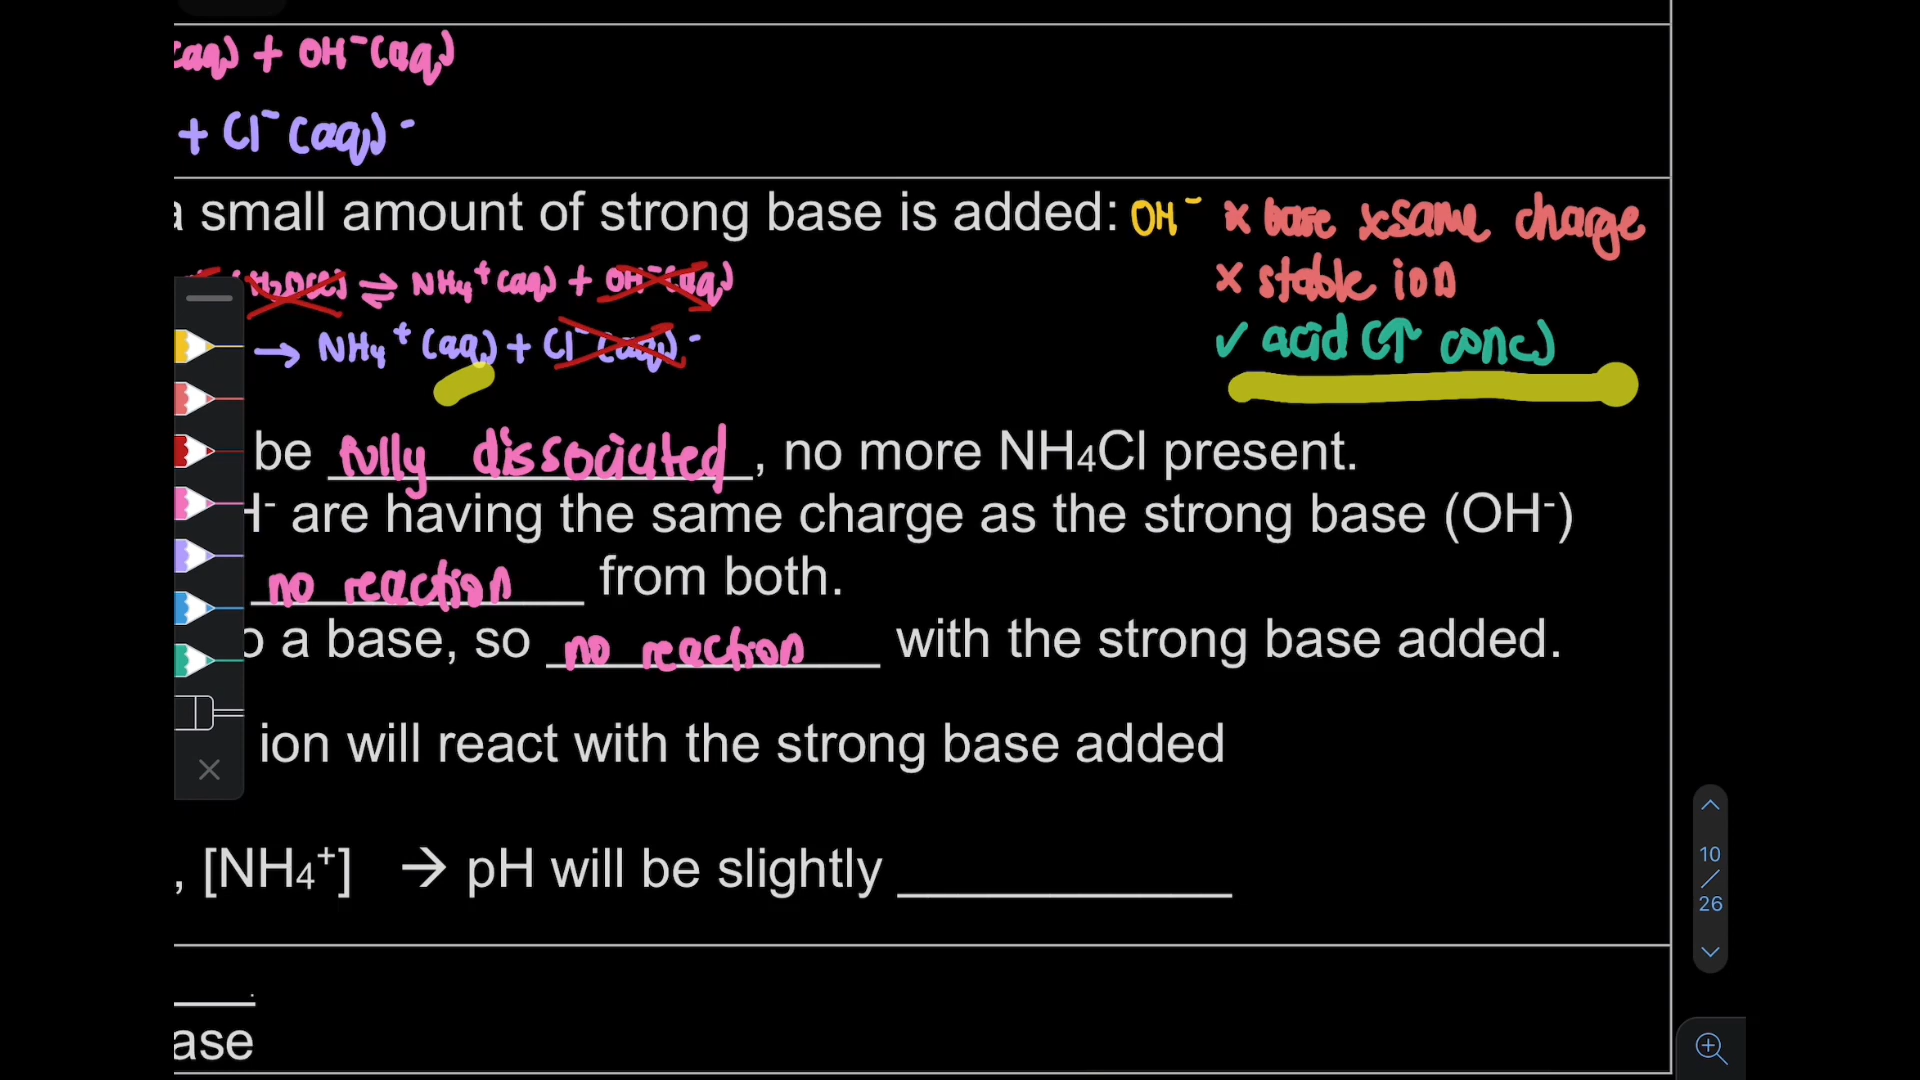 (aq) + OH⁻(aq)
+ Cl⁻ (aq) -
a small amount of strong base is added: OH⁻ x base x same charge
H₂O(l) ⇌ NH₄⁺ (aq) + OH⁻(aq) x stable ion
→ NH₄⁺ (aq) + Cl⁻ (aq) - ✓ acid (↑ conc)
be fully dissociated, no more NH₄Cl present.
H⁻ are having the same charge as the strong base (OH⁻)
no reaction from both.
o a base, so no reaction with the strong base added.
ion will react with the strong base added
, [NH₄⁺] → pH will be slightly ____________
10
/
26
ase